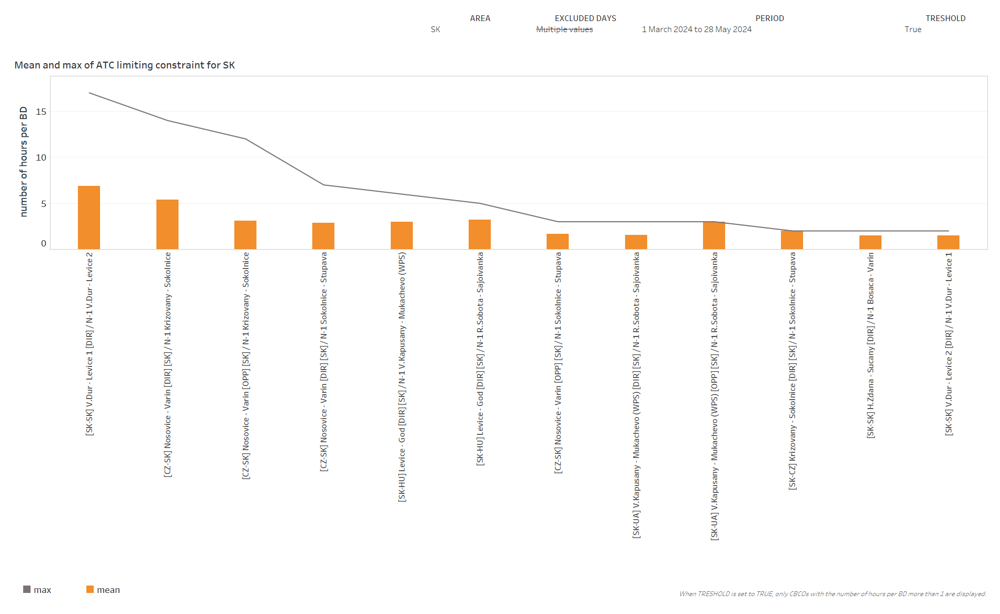 AREA EXCLUDED DAYS PERIOD TRESHOLD
SK Multiple values 1 March 2024 to 28 May 2024 True
Mean and max of ATC limiting constraint for SK
number of hours per BD
15
10
5
0
[SK-SK] V.Dur - Levice 1 [DIR] / N-1 V.Dur - Levice 2
[CZ-SK] Nosovice - Varin [DIR] [SK] / N-1 Krizovany - Sokolnice
[CZ-SK] Nosovice - Varin [OPP] [SK] / N-1 Krizovany - Sokolnice
[CZ-SK] Nosovice - Varin [DIR] [SK] / N-1 Sokolnice - Stupava
[SK-HU] Levice - God [DIR] [SK] / N-1 V.Kapusany - Mukachevo (WPS)
[SK-HU] Levice - God [DIR] [SK] / N-1 R.Sobota - Sajoivanka
[CZ-SK] Nosovice - Varin [OPP] [SK] / N-1 Sokolnice - Stupava
[SK-UA] V.Kapusany - Mukachevo (WPS) [DIR] [SK] / N-1 R.Sobota - Sajoivanka
[SK-UA] V.Kapusany - Mukachevo (WPS) [OPP] [SK] / N-1 R.Sobota - Sajoivanka
[SK-CZ] Krizovany - Sokolnice [DIR] [SK] / N-1 Sokolnice - Stupava
[SK-SK] H.Zdana - Sucany [DIR] / N-1 Bosaca - Varin
[SK-SK] V.Dur - Levice 2 [DIR] / N-1 V.Dur - Levice 1
max mean
When TRESHOLD is set to TRUE, only CBCOs with the number of hours per BD more than 1 are displayed.